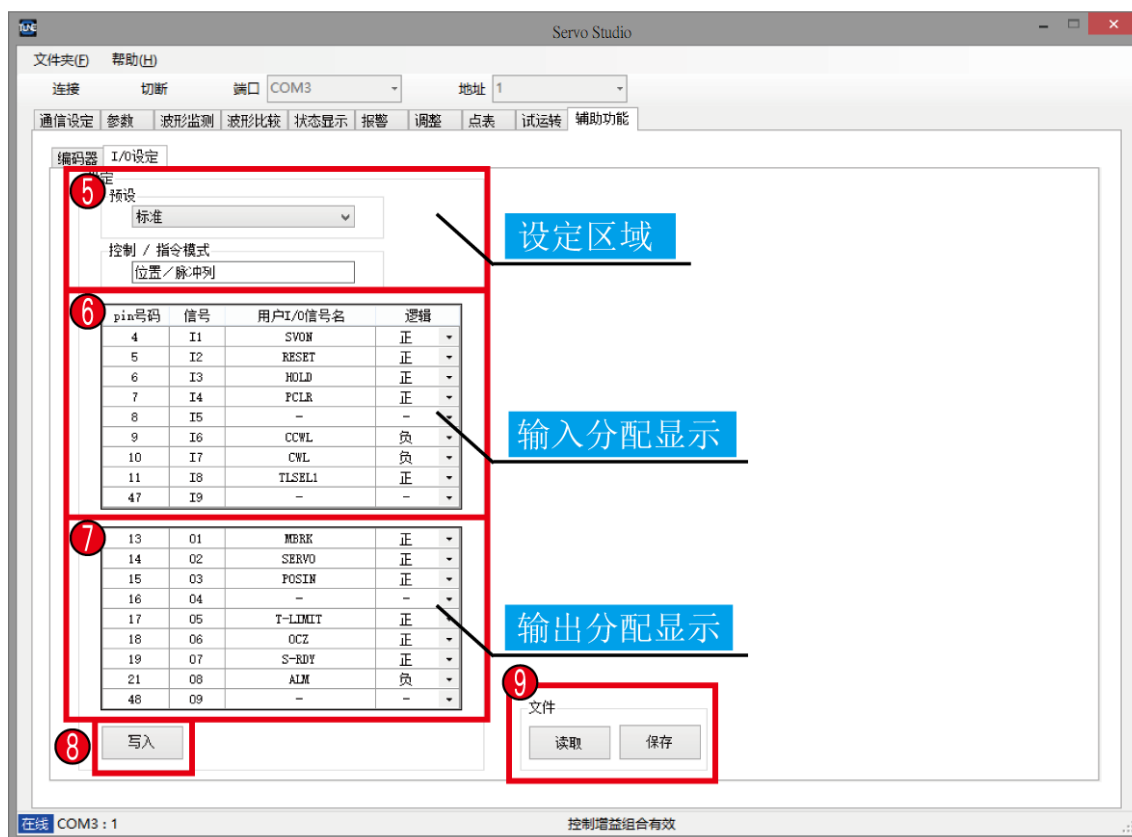 TUNE
Servo Studio
文件夹(F) 帮助(H)
连接 切断 端口 COM3 地址 1
通信设定 参数 波形监测 波形比较 状态显示 报警 调整 点表 试运转 辅助功能
编码器 I/O设定
定
5
预设
标准
设定区域
控制 / 指令模式
位置／脉冲列
6
pin号码 信号 用户I/O信号名 逻辑
4 I1 SVON 正
5 I2 RESET 正
6 I3 HOLD 正
7 I4 PCLR 正
8 I5 － －
9 I6 CCWL 负
10 I7 CWL 负
11 I8 TLSEL1 正
47 I9 － －
输入分配显示
7
13 O1 MBRK 正
14 O2 SERVO 正
15 O3 POSIN 正
16 O4 － －
17 O5 T-LIMIT 正
18 O6 OCZ 正
19 O7 S-RDY 正
21 O8 ALM 负
48 O9 － －
输出分配显示
8
写入
9
文件
读取 保存
在线 COM3 : 1 控制增益组合有效